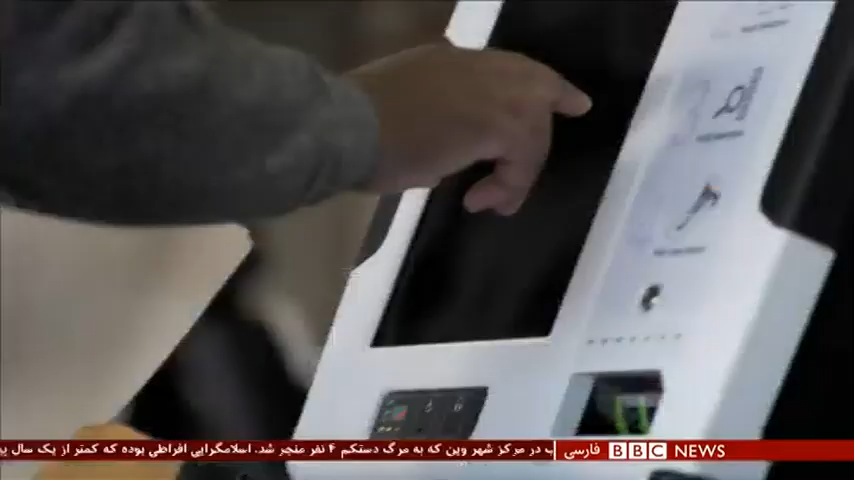 ب در مرکز شهر وین که به مرگ دستکم ۴ نفر منجر شد. اسلامگرایی افراطی بوده که کمتر از یک سال پی
فارسی BBC NEWS